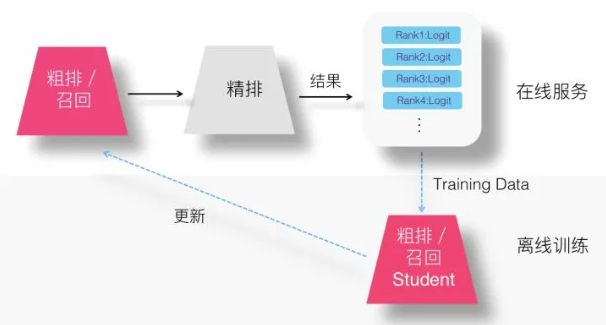 粗排 /
召回
精排
结果
Rank1:Logit
Rank2:Logit
Rank3:Logit
Rank4:Logit
⋮
在线服务
Training Data
更新
粗排 /
召回
Student
离线训练